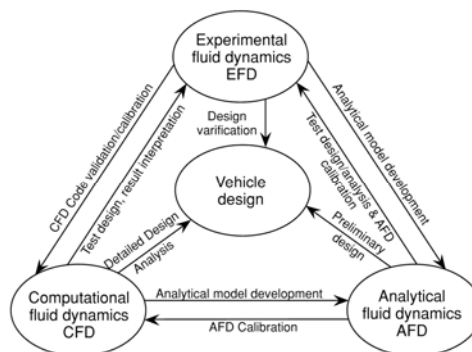 Experimental
fluid dynamics
EFD
CFD Code validation/calibration
Test design, result interpretation
Design
varification
Test design/analysis & AFD
calibration
Analytical model development
Vehicle
design
Detailed Design
Analysis
Preliminary
design
Computational
fluid dynamics
CFD
Analytical model development
AFD Calibration
Analytical
fluid dynamics
AFD